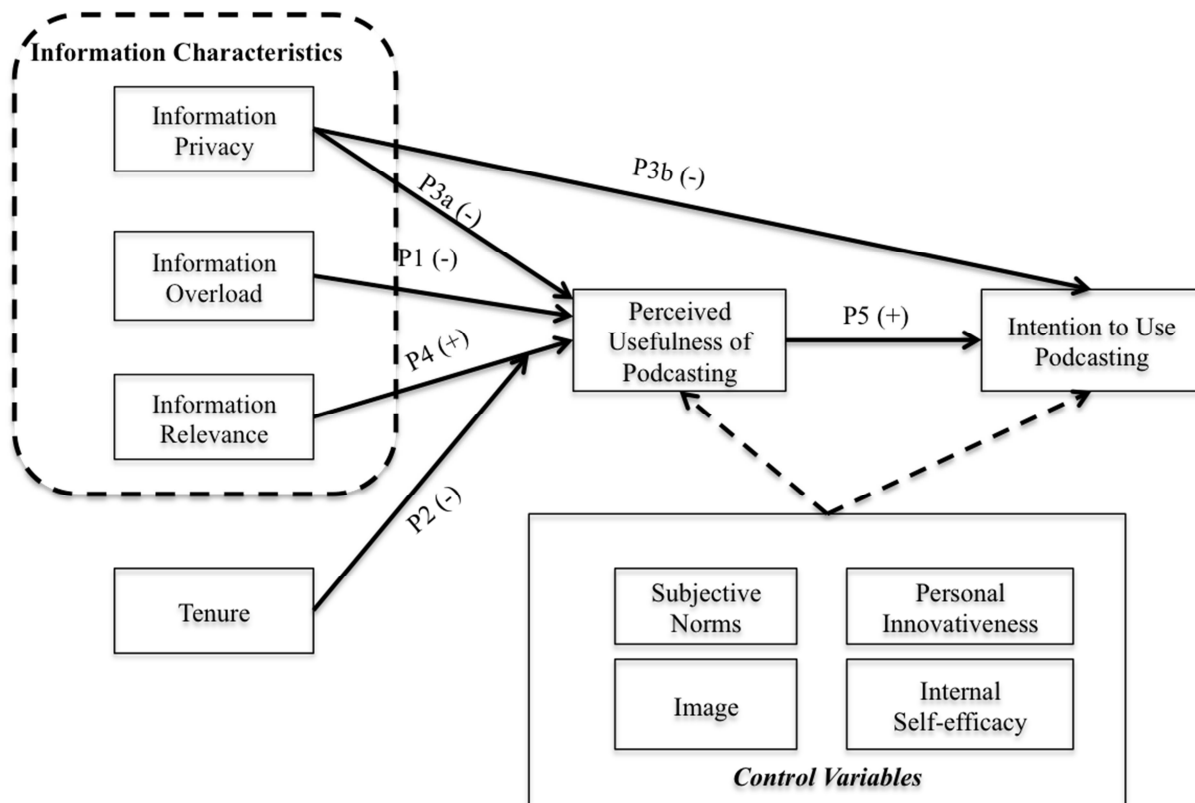 Information Characteristics
Information
Privacy
P3b (-)
P3a (-)
P1 (-)
Information
Overload
Perceived
Usefulness of
Podcasting
P5 (+)
Intention to Use
Podcasting
P4 (+)
Information
Relevance
P2 (-)
Tenure
Subjective
Norms
Personal
Innovativeness
Image
Internal
Self-efficacy
Control Variables